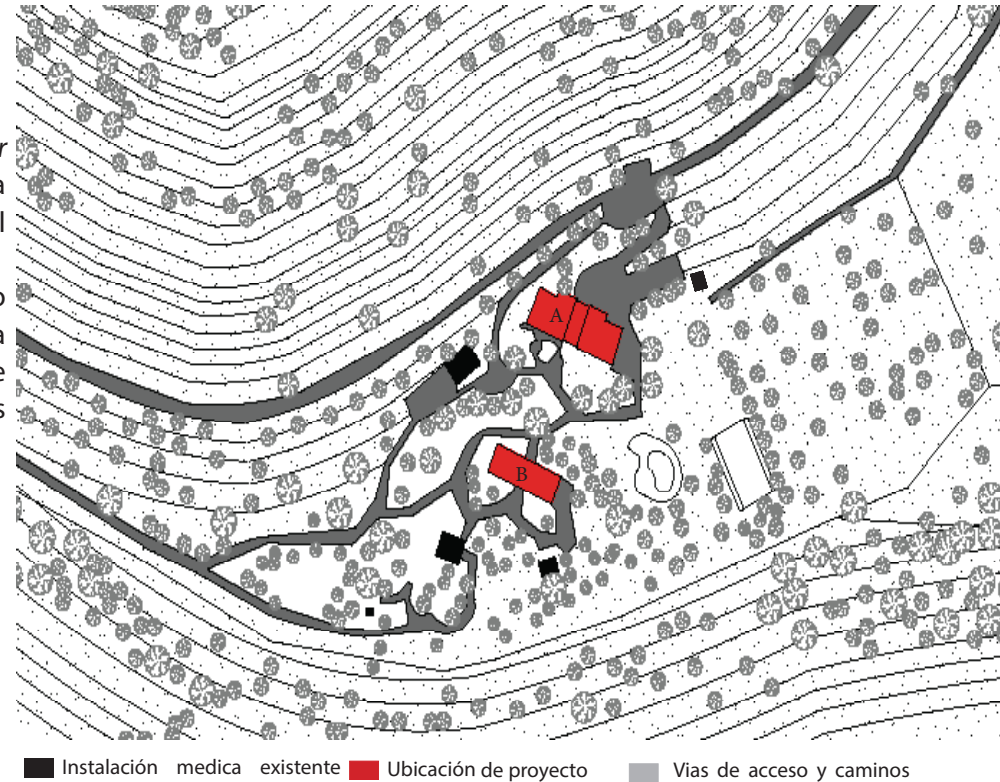 r
a
l
o
a
e
s
A
B
Instalación medica existente Ubicación de proyecto Vias de acceso y caminos